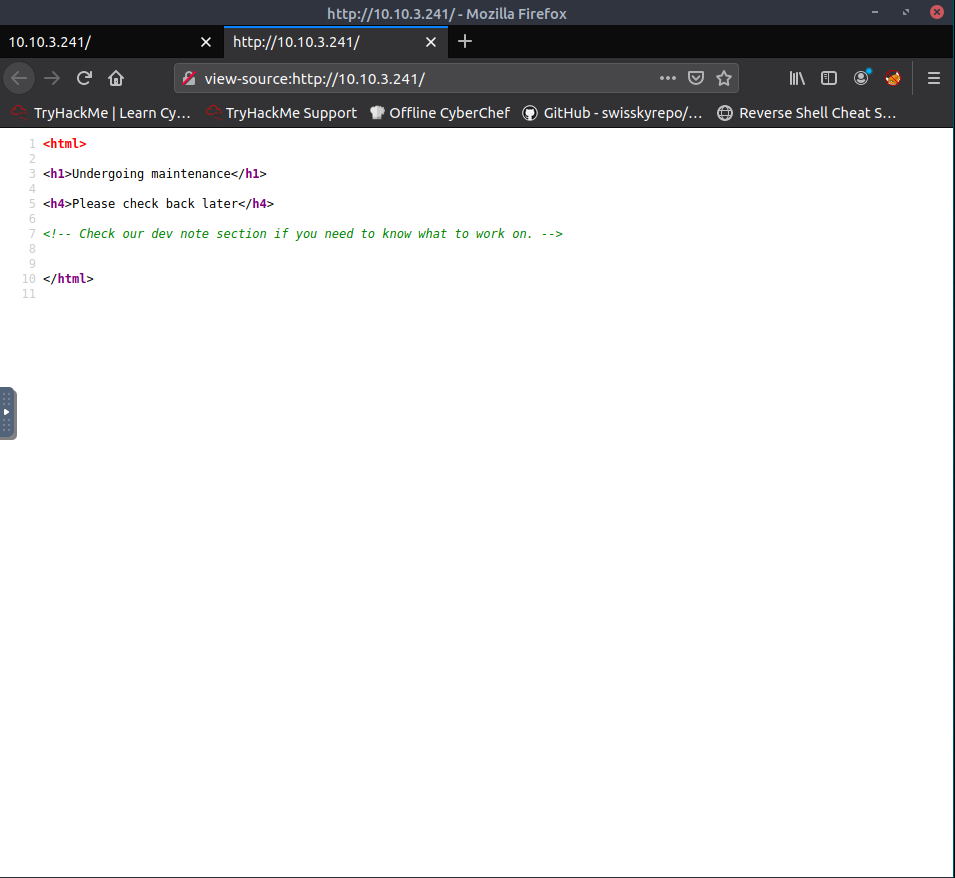 http://10.10.3.241/ - Mozilla Firefox
10.10.3.241/ http://10.10.3.241/
view-source:http://10.10.3.241/
TryHackMe | Learn Cy… TryHackMe Support Offline CyberChef GitHub - swisskyrepo/… Reverse Shell Cheat S…
1 <html>
2
3 <h1>Undergoing maintenance</h1>
4
5 <h4>Please check back later</h4>
6
7 <!-- Check our dev note section if you need to know what to work on. -->
8
9
10 </html>
11